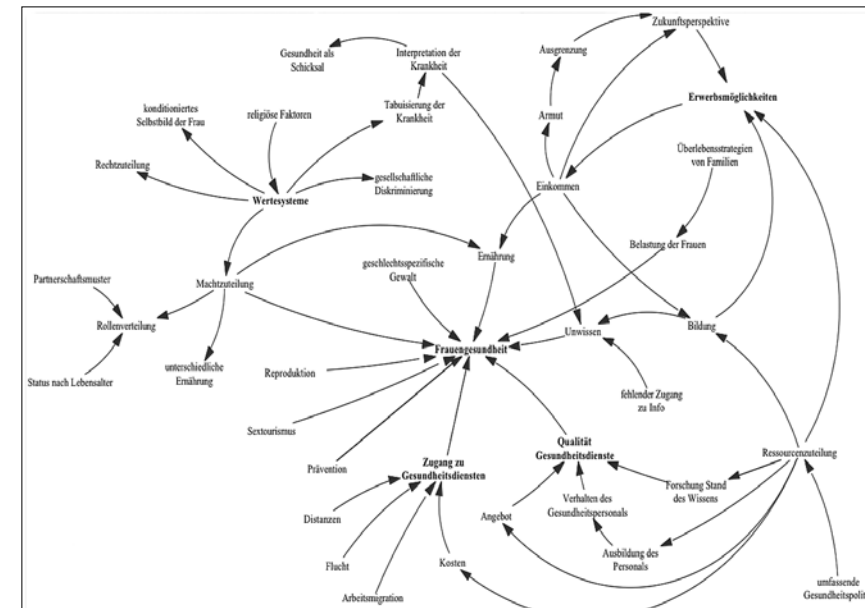 Zukunftsperspektive
Gesundheit als
Schicksal
Interpretation der
Krankheit
Ausgrenzung
konditioniertes
Selbstbild der Frau
religiöse Faktoren
Tabuisierung der
Krankheit
Armut
Erwerbsmöglichkeiten
Überlebensstrategien
von Familien
Rechtzuteilung
gesellschaftliche
Diskriminierung
Einkommen
Wertesysteme
Belastung der Frauen
Ernährung
geschlechtsspezifische
Gewalt
Partnerschaftsmuster
Machtzuteilung
Rollenverteilung
Unwissen
Bildung
Frauengesundheit
unterschiedliche
Ernährung
Reproduktion
Status nach Lebensalter
fehlender Zugang
zu Info
Sextourismus
Qualität
Gesundheitsdienste
Ressourcenzuteilung
Prävention
Zugang zu
Gesundheitsdiensten
Forschung Stand
des Wissens
Verhalten des
Gesundheitspersonals
Distanzen
Angebot
Ausbildung des
Personals
Flucht
Kosten
Arbeitsmigration
umfassende
Gesundheitspolit